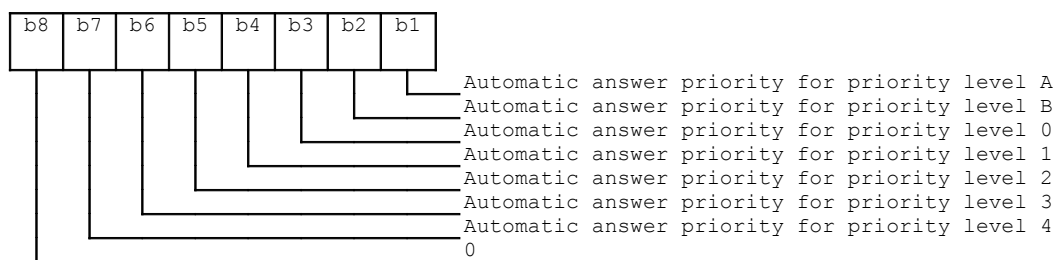 b8 b7 b6 b5 b4 b3 b2 b1
Automatic answer priority for priority level A
Automatic answer priority for priority level B
Automatic answer priority for priority level 0
Automatic answer priority for priority level 1
Automatic answer priority for priority level 2
Automatic answer priority for priority level 3
Automatic answer priority for priority level 4
0